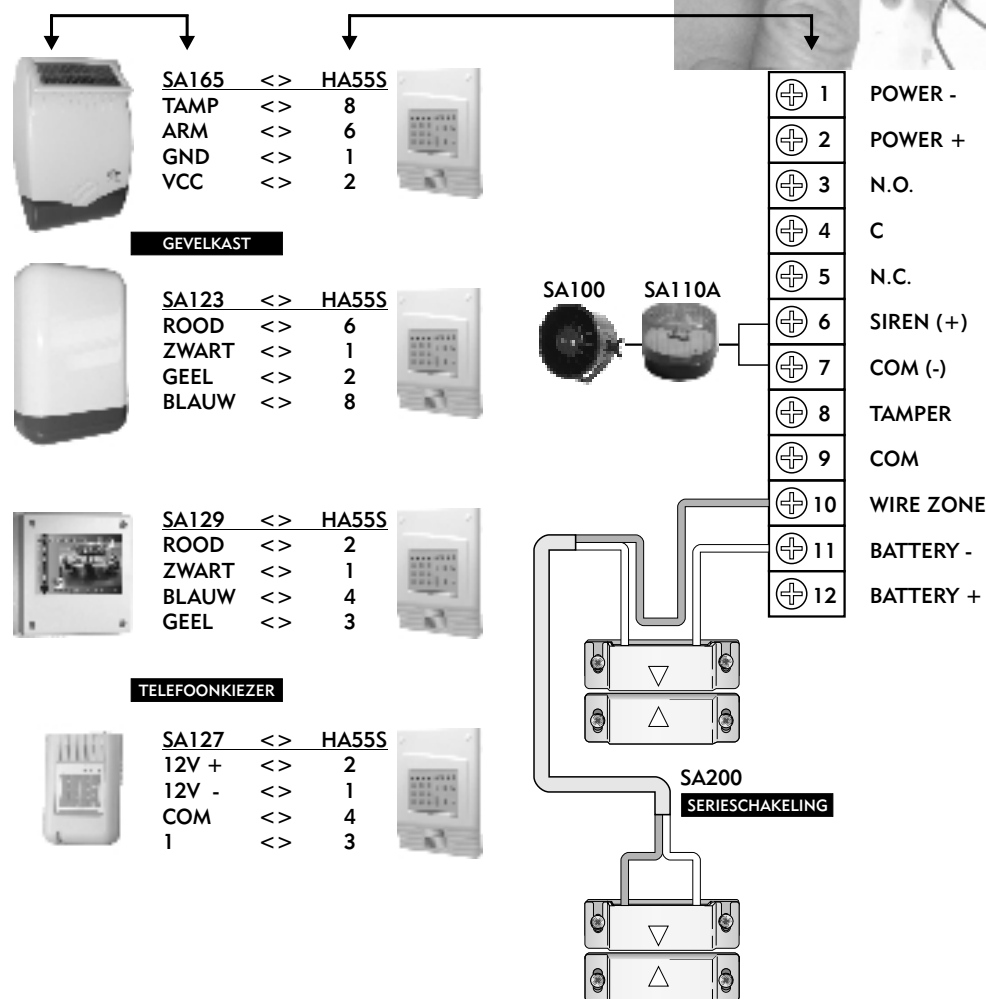 SA165 <> HA55S
TAMP <> 8
ARM <> 6
GND <> 1
VCC <> 2
GEVELKAST
SA123 <> HA55S
ROOD <> 6
ZWART <> 1
GEEL <> 2
BLAUW <> 8
SA129 <> HA55S
ROOD <> 2
ZWART <> 1
BLAUW <> 4
GEEL <> 3
TELEFOONKIEZER
SA127 <> HA55S
12V + <> 2
12V - <> 1
COM <> 4
1 <> 3
SA100 SA110A
1 POWER -
2 POWER +
3 N.O.
4 C
5 N.C.
6 SIREN (+)
7 COM (-)
8 TAMPER
9 COM
10 WIRE ZONE
11 BATTERY -
12 BATTERY +
SA200
SERIESCHAKELING